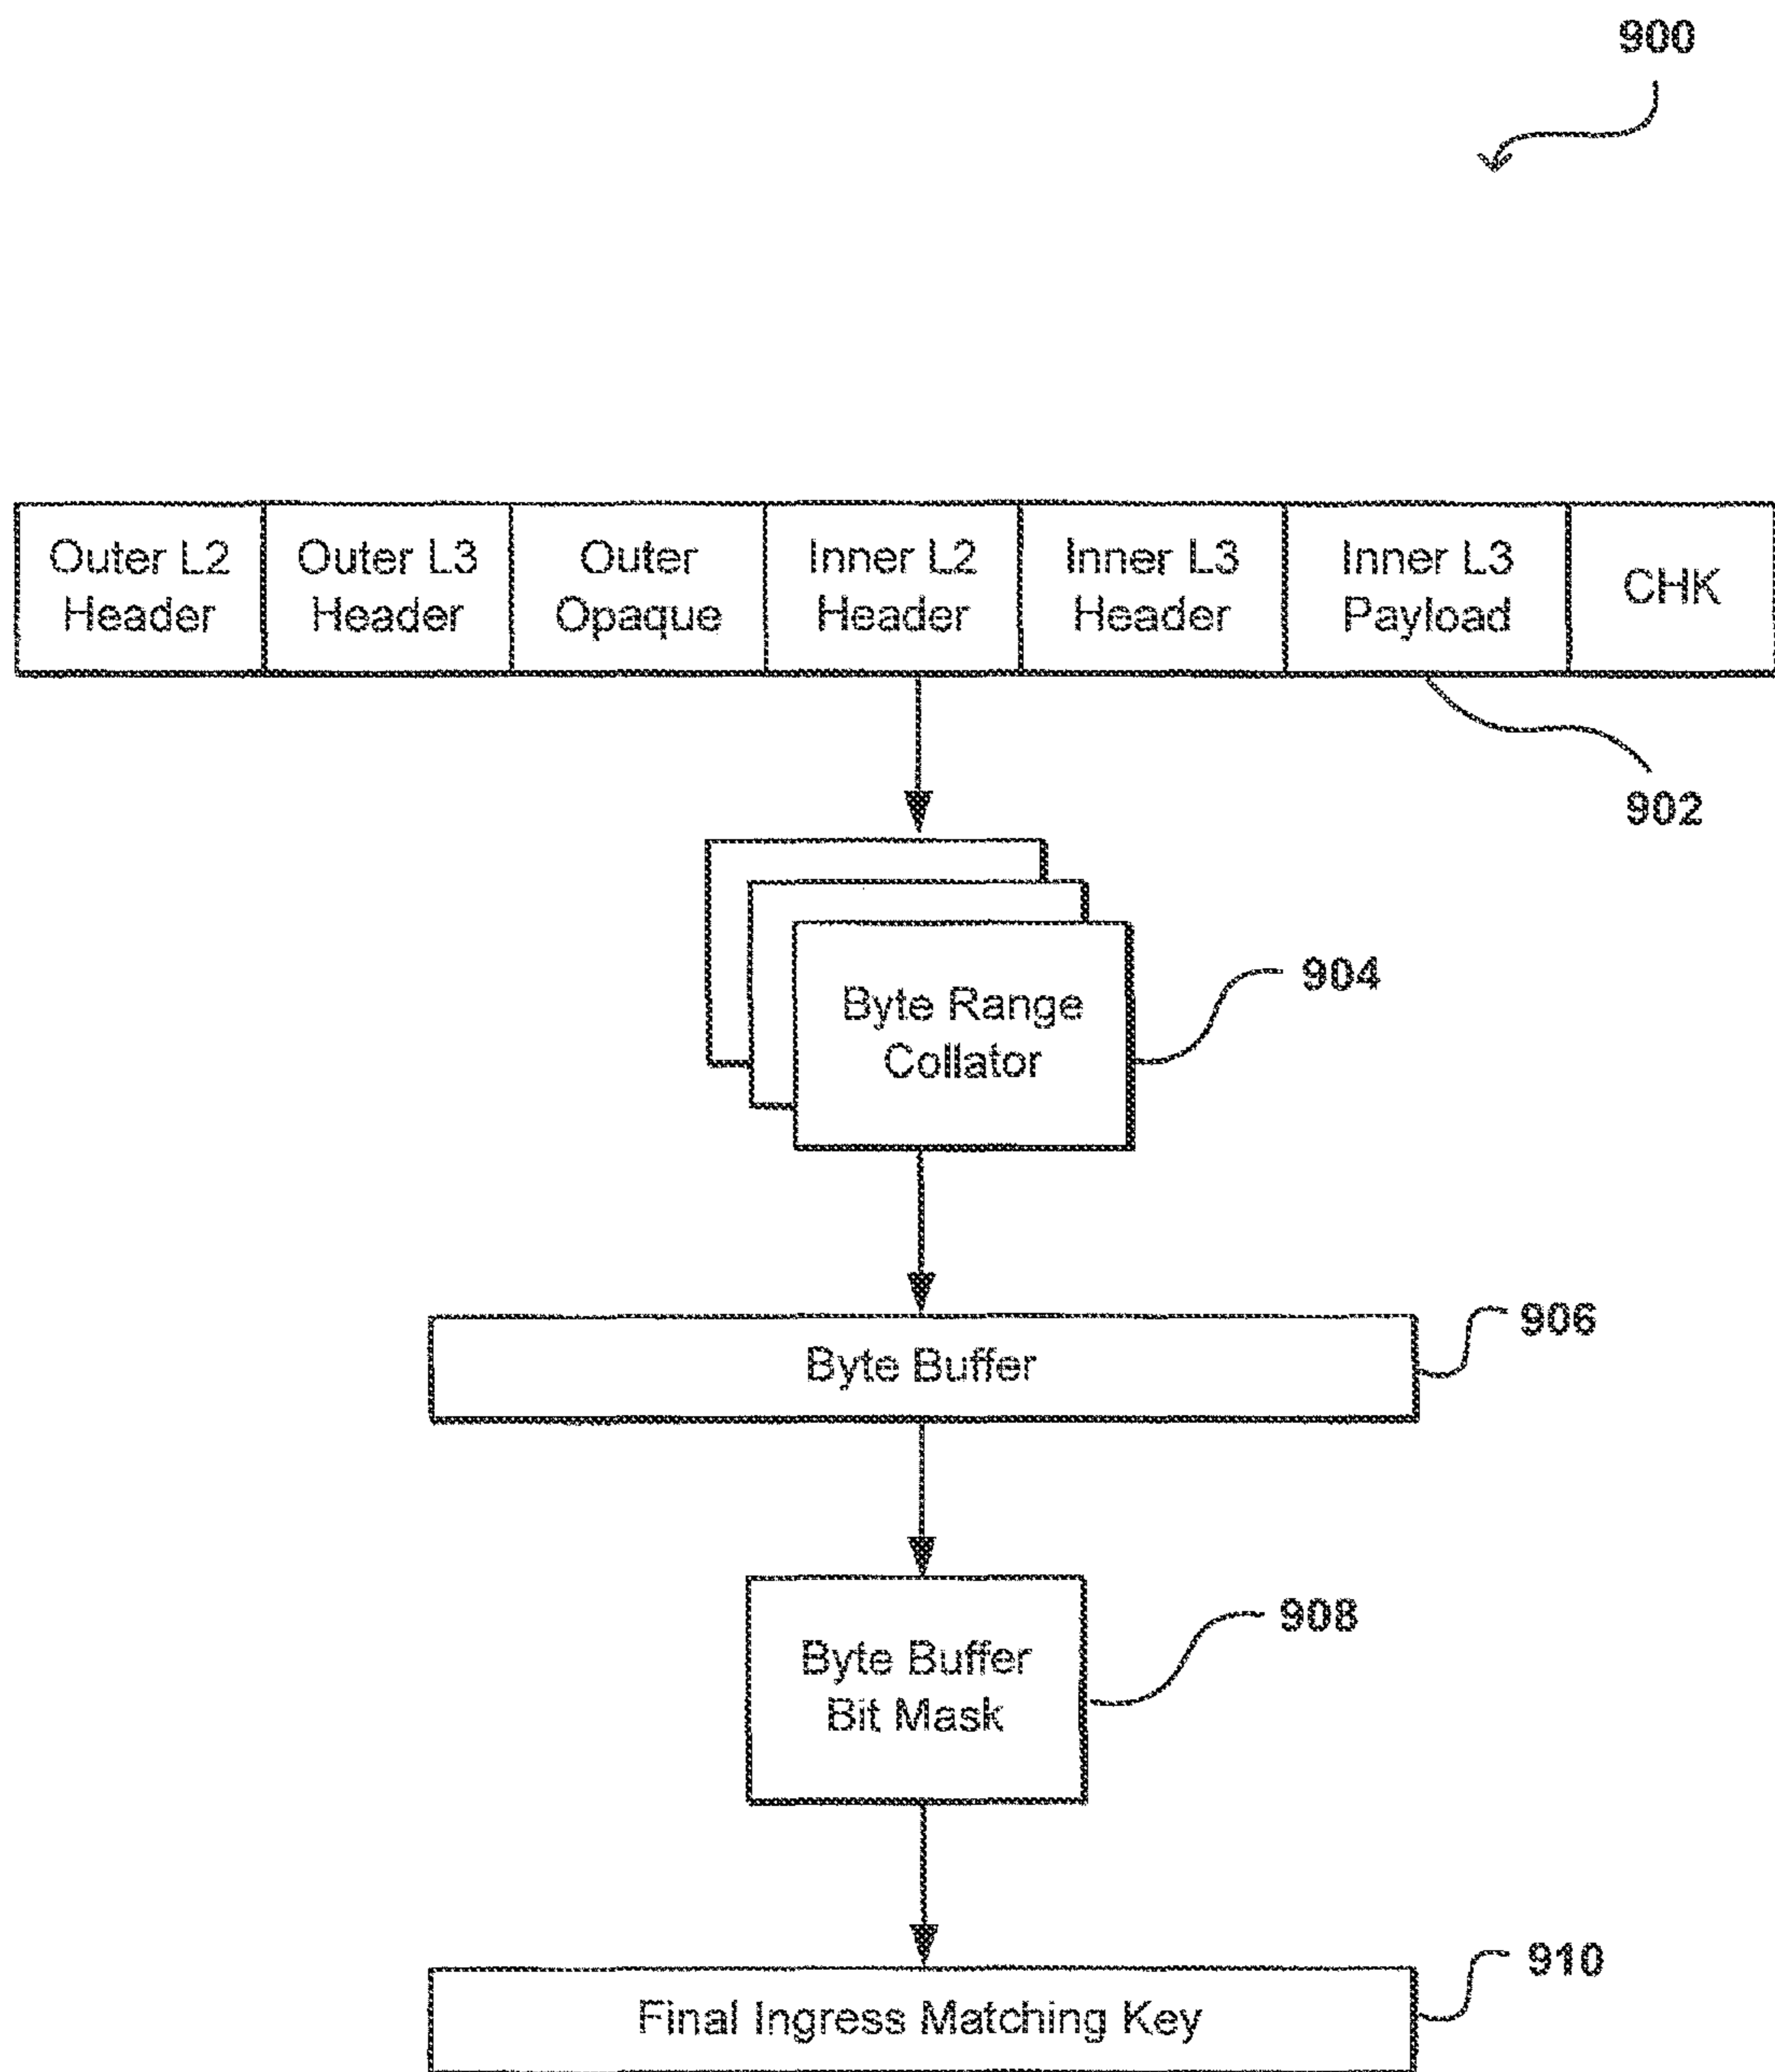 900
Outer L2
Header
Outer L3
Header
Outer
Opaque
Inner L2
Header
Inner L3
Header
Inner L3
Payload
CHK
902
Byte Range
Collator
904
906
Byte Buffer
908
Byte Buffer
Bit Mask
910
Final Ingress Matching Key